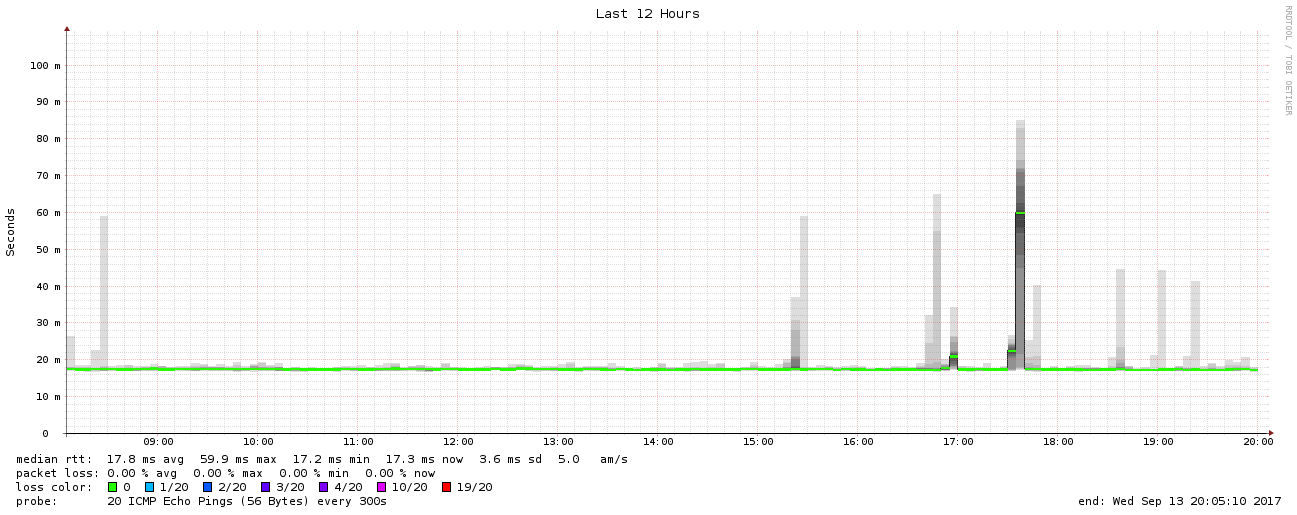 Last 12 Hours
RRDTOOL / TOBI OETIKER
Seconds
100 m
90 m
80 m
70 m
60 m
50 m
40 m
30 m
20 m
10 m
0
09:00 10:00 11:00 12:00 13:00 14:00 15:00 16:00 17:00 18:00 19:00 20:00
median rtt: 17.8 ms avg 59.9 ms max 17.2 ms min 17.3 ms now 3.6 ms sd 5.0 am/s
packet loss: 0.00 % avg 0.00 % max 0.00 % min 0.00 % now
loss color: 0 1/20 2/20 3/20 4/20 10/20 19/20
probe: 20 ICMP Echo Pings (56 Bytes) every 300s end: Wed Sep 13 20:05:10 2017